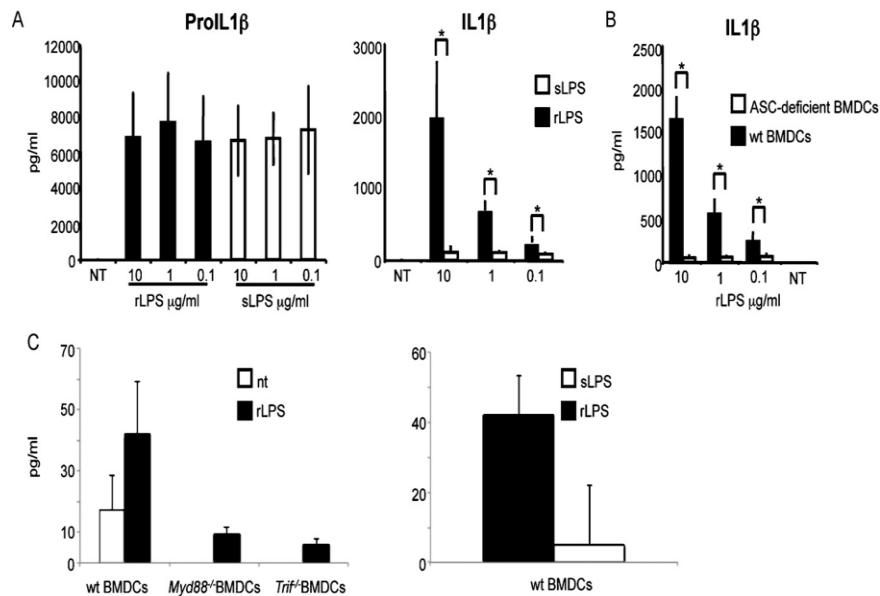 A
ProIL1β
12000
10000
8000
6000
4000
2000
0
pg/ml
NT
10
1
0.1
10
1
0.1
rLPS µg/ml
sLPS µg/ml
IL1β
3000
2000
1000
0
*
*
*
sLPS
rLPS
NT
10
1
0.1
B
IL1β
2500
2000
1500
1000
500
0
pg/ml
*
*
*
ASC-deficient BMDCs
wt BMDCs
10
1
0.1
NT
rLPS µg/ml
C
70
50
30
10
0
pg/ml
nt
rLPS
wt BMDCs
Myd88-/-BMDCs
Trif-/-BMDCs
60
40
20
0
sLPS
rLPS
wt BMDCs